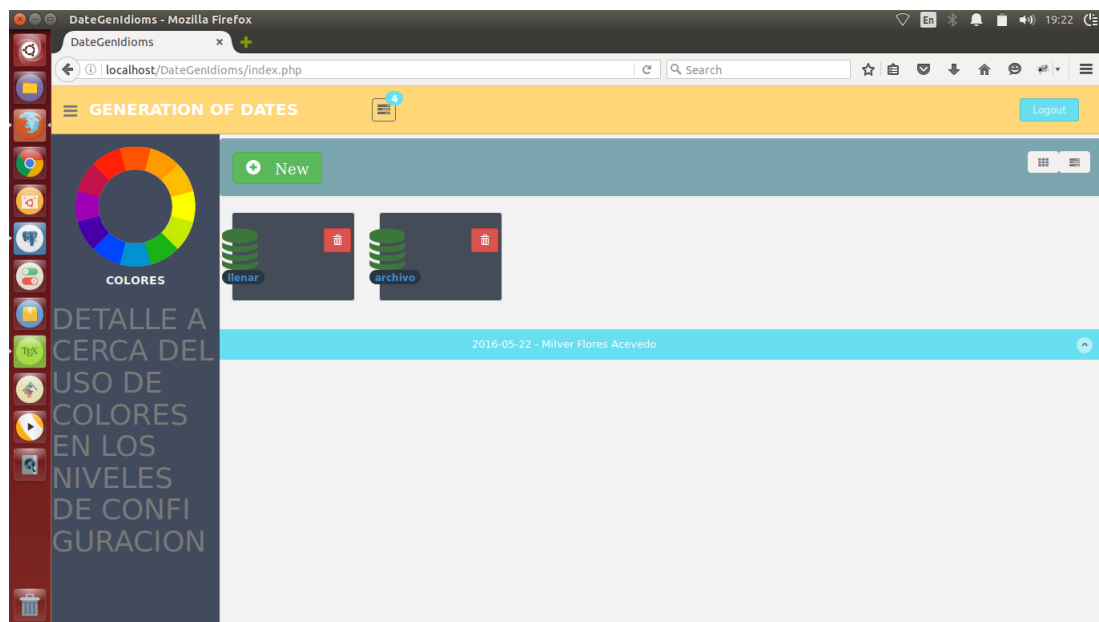 DateGenIdioms - Mozilla Firefox
En
19:22
DateGenIdioms
localhost/DateGenIdioms/index.php
Search
GENERATION OF DATES
4
Logout
New
llenar
archivo
COLORES
DETALLE A
CERCA DEL
USO DE
COLORES
EN LOS
NIVELES
DE CONFI
GURACION
2016-05-22 - Milver Flores Acevedo
TEX